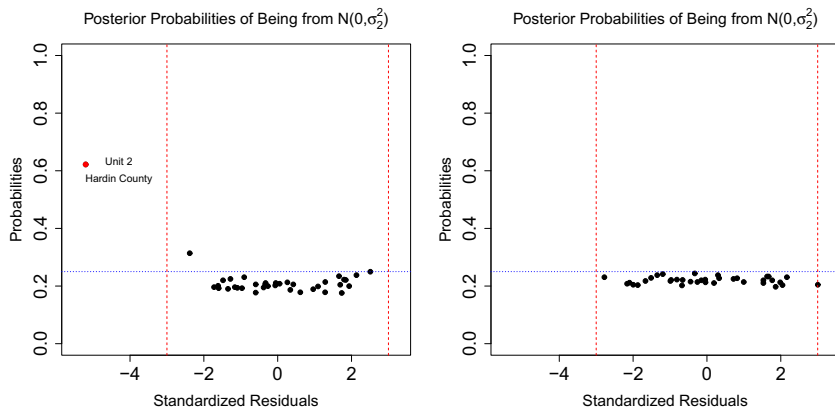 Posterior Probabilities of Being from N(0,σ₂²)
Probabilities
1.0
0.8
0.6
0.4
0.2
0.0
Unit 2
Hardin County
−4
−2
0
2
Standardized Residuals
Posterior Probabilities of Being from N(0,σ₂²)
Probabilities
1.0
0.8
0.6
0.4
0.2
0.0
−4
−2
0
2
Standardized Residuals